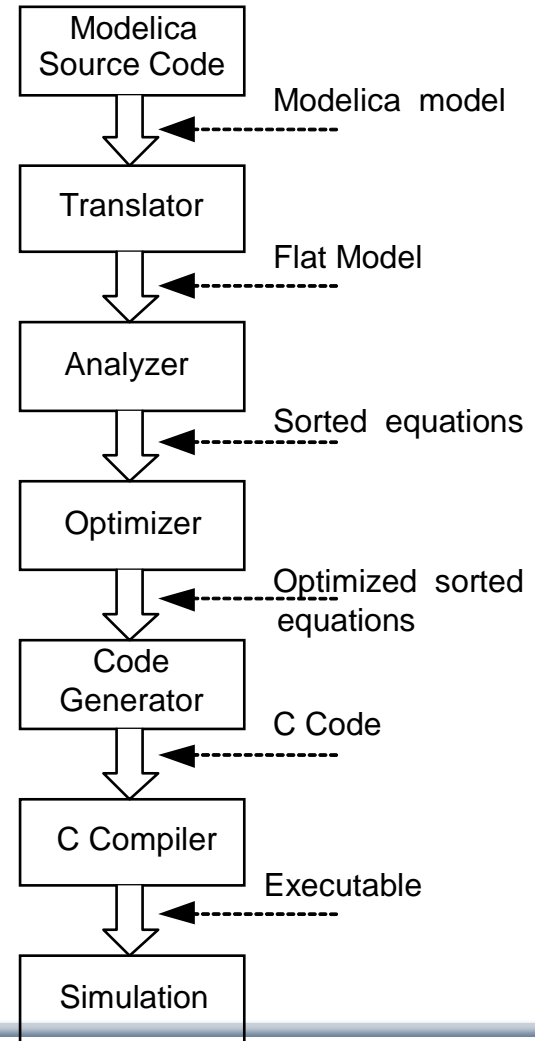 Modelica
Source Code
Modelica model
Translator
Flat Model
Analyzer
Sorted equations
Optimizer
Optimized sorted
equations
Code
Generator
C Code
C Compiler
Executable
Simulation